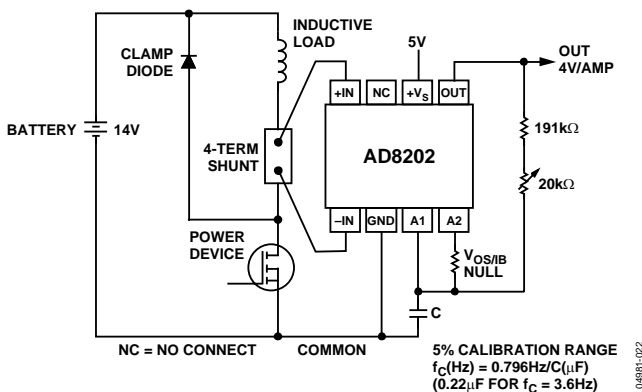 INDUCTIVE
LOAD
CLAMP
DIODE
5V
OUT
4V/AMP
+IN
NC
+VS
OUT
BATTERY
14V
4-TERM
SHUNT
AD8202
191kΩ
20kΩ
–IN
GND
A1
A2
POWER
DEVICE
VOS/IB
NULL
C
NC = NO CONNECT
COMMON
5% CALIBRATION RANGE
fC(Hz) = 0.796Hz/C(μF)
(0.22μF FOR fC = 3.6Hz)
04981-022